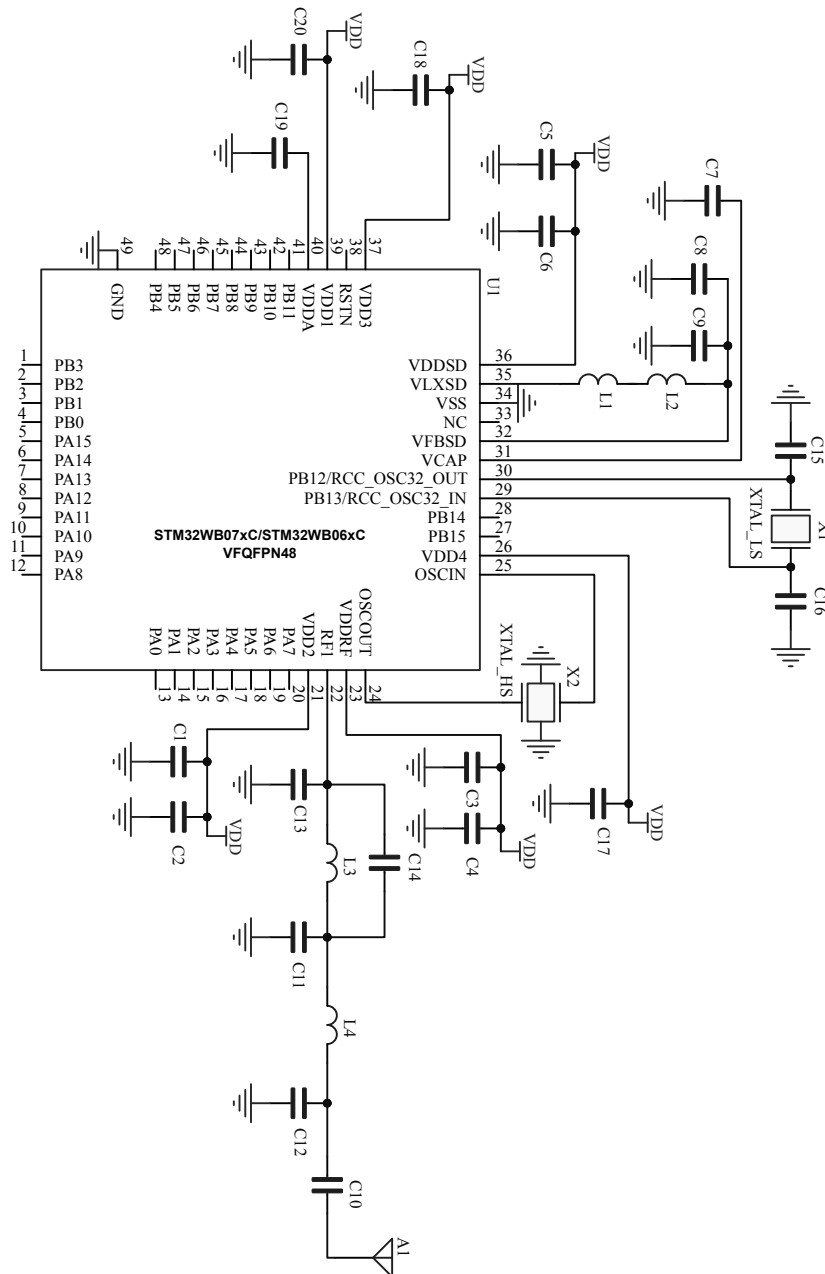 C20
VDD
C18
VDD
C19
C5
VDD
C6
C7
C8
C9
49
48
47
46
45
44
43
42
41
40
39
38
37
GND
PB4
PB5
PB6
PB7
PB8
PB9
PB10
PB11
VDDA
VDD1
RSTN
VDD3
U1
1 PB3
2 PB2
3 PB1
4 PB0
5 PA15
6 PA14
7 PA13
8 PA12
9 PA11
10 PA10
11 PA9
12 PA8
VDDSD 36
VLXSD 35
VSS 34
NC 33
VFBSD 32
VCAP 31
PB12/RCC_OSC32_OUT 30
PB13/RCC_OSC32_IN 29
PB14 28
PB15 27
VDD4 26
OSCIN 25
L1
L2
C15
XTAL_LS
X1
C16
STM32WB07xC/STM32WB06xC
VFQFPN48
PA0
PA1
PA2
PA3
PA4
PA5
PA6
PA7
VDD2
RF1
VDDRF
OSCOUT
13
14
15
16
17
18
19
20
21
22
23
24
XTAL_HS
X2
C1
C2
VDD
C13
L3
C14
C3
C4
VDD
C17
VDD
C11
L4
C12
C10
A1